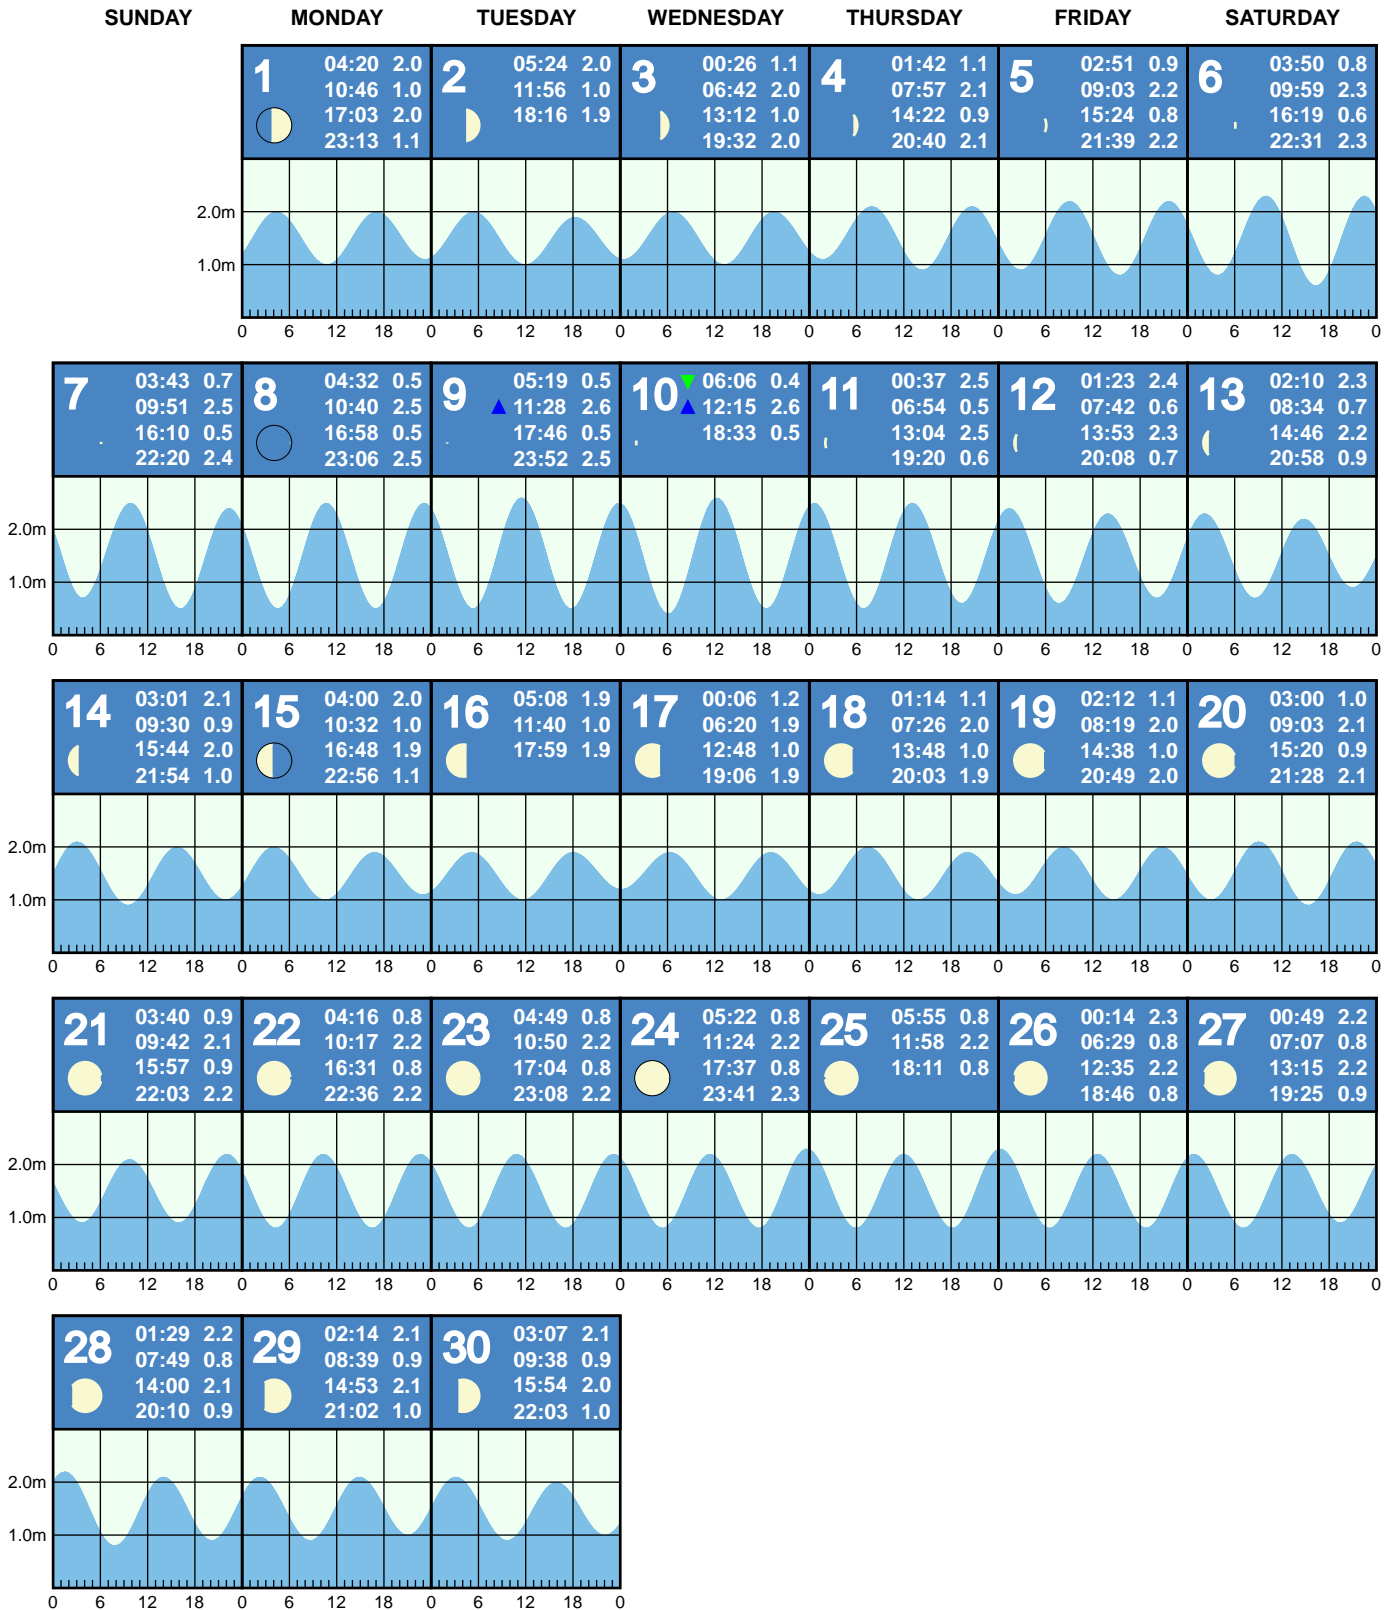 SUNDAY MONDAY TUESDAY WEDNESDAY THURSDAY FRIDAY SATURDAY
1 04:20 2.0 2 05:24 2.0 3 00:26 1.1 4 01:42 1.1 5 02:51 0.9 6 03:50 0.8
10:46 1.0 11:56 1.0 06:42 2.0 07:57 2.1 09:03 2.2 09:59 2.3
17:03 2.0 18:16 1.9 13:12 1.0 14:22 0.9 15:24 0.8 16:19 0.6
23:13 1.1 19:32 2.0 20:40 2.1 21:39 2.2 22:31 2.3
2.0m
1.0m
0 6 12 18 0 6 12 18 0 6 12 18 0 6 12 18 0 6 12 18 0 6 12 18 0
7 03:43 0.7 8 04:32 0.5 9 05:19 0.5 10 06:06 0.4 11 00:37 2.5 12 01:23 2.4 13 02:10 2.3
09:51 2.5 10:40 2.5 11:28 2.6 12:15 2.6 06:54 0.5 07:42 0.6 08:34 0.7
16:10 0.5 16:58 0.5 17:46 0.5 18:33 0.5 13:04 2.5 13:53 2.3 14:46 2.2
22:20 2.4 23:06 2.5 23:52 2.5 19:20 0.6 20:08 0.7 20:58 0.9
2.0m
1.0m
0 6 12 18 0 6 12 18 0 6 12 18 0 6 12 18 0 6 12 18 0 6 12 18 0 6 12 18 0
14 03:01 2.1 15 04:00 2.0 16 05:08 1.9 17 00:06 1.2 18 01:14 1.1 19 02:12 1.1 20 03:00 1.0
09:30 0.9 10:32 1.0 11:40 1.0 06:20 1.9 07:26 2.0 08:19 2.0 09:03 2.1
15:44 2.0 16:48 1.9 17:59 1.9 12:48 1.0 13:48 1.0 14:38 1.0 15:20 0.9
21:54 1.0 22:56 1.1 19:06 1.9 20:03 1.9 20:49 2.0 21:28 2.1
2.0m
1.0m
0 6 12 18 0 6 12 18 0 6 12 18 0 6 12 18 0 6 12 18 0 6 12 18 0 6 12 18 0
21 03:40 0.9 22 04:16 0.8 23 04:49 0.8 24 05:22 0.8 25 05:55 0.8 26 00:14 2.3 27 00:49 2.2
09:42 2.1 10:17 2.2 10:50 2.2 11:24 2.2 11:58 2.2 06:29 0.8 07:07 0.8
15:57 0.9 16:31 0.8 17:04 0.8 17:37 0.8 18:11 0.8 12:35 2.2 13:15 2.2
22:03 2.2 22:36 2.2 23:08 2.2 23:41 2.3 18:46 0.8 19:25 0.9
2.0m
1.0m
0 6 12 18 0 6 12 18 0 6 12 18 0 6 12 18 0 6 12 18 0 6 12 18 0 6 12 18 0
28 01:29 2.2 29 02:14 2.1 30 03:07 2.1
07:49 0.8 08:39 0.9 09:38 0.9
14:00 2.1 14:53 2.1 15:54 2.0
20:10 0.9 21:02 1.0 22:03 1.0
2.0m
1.0m
0 6 12 18 0 6 12 18 0 6 12 18 0